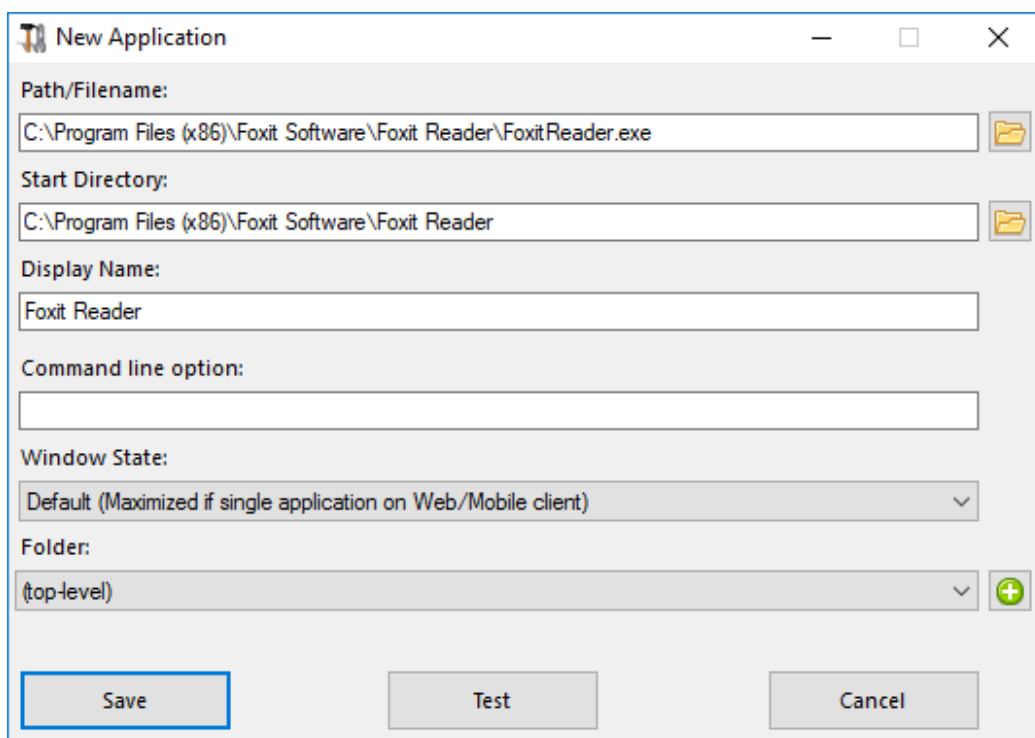 New Application
Path/Filename:
C:\Program Files (x86)\Foxit Software\Foxit Reader\FoxitReader.exe
Start Directory:
C:\Program Files (x86)\Foxit Software\Foxit Reader
Display Name:
Foxit Reader
Command line option:
Window State:
Default (Maximized if single application on Web/Mobile client)
Folder:
(top-level)
Save Test Cancel